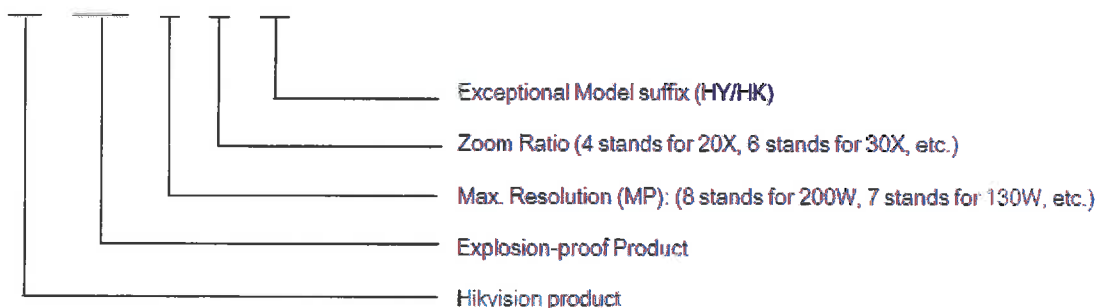 Exceptional Model suffix (HY/HK)
Zoom Ratio (4 stands for 20X, 6 stands for 30X, etc.)
Max. Resolution (MP): (8 stands for 200W, 7 stands for 130W, etc.)
Explosion-proof Product
Hikvision product